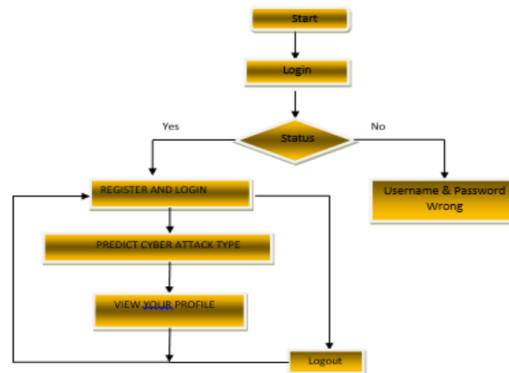 Start
Login
Status
Yes
No
REGISTER AND LOGIN
Username & Password
Wrong
PREDICT CYBER ATTACK TYPE
VIEW YOUR PROFILE
Logout